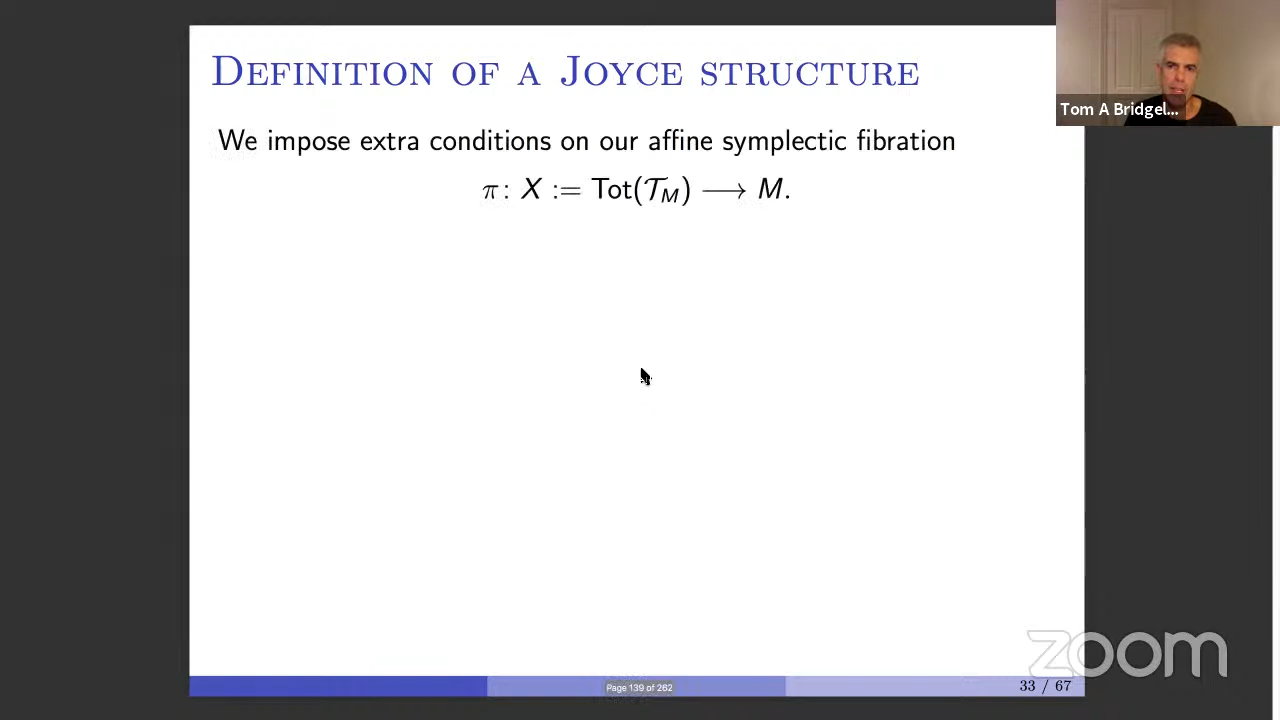 Definition of a Joyce structure
Tom A Bridgel...
We impose extra conditions on our affine symplectic fibration
π: X := Tot(𝒯_M) ⟶ M.
zoom
Page 139 of 262
33 / 67